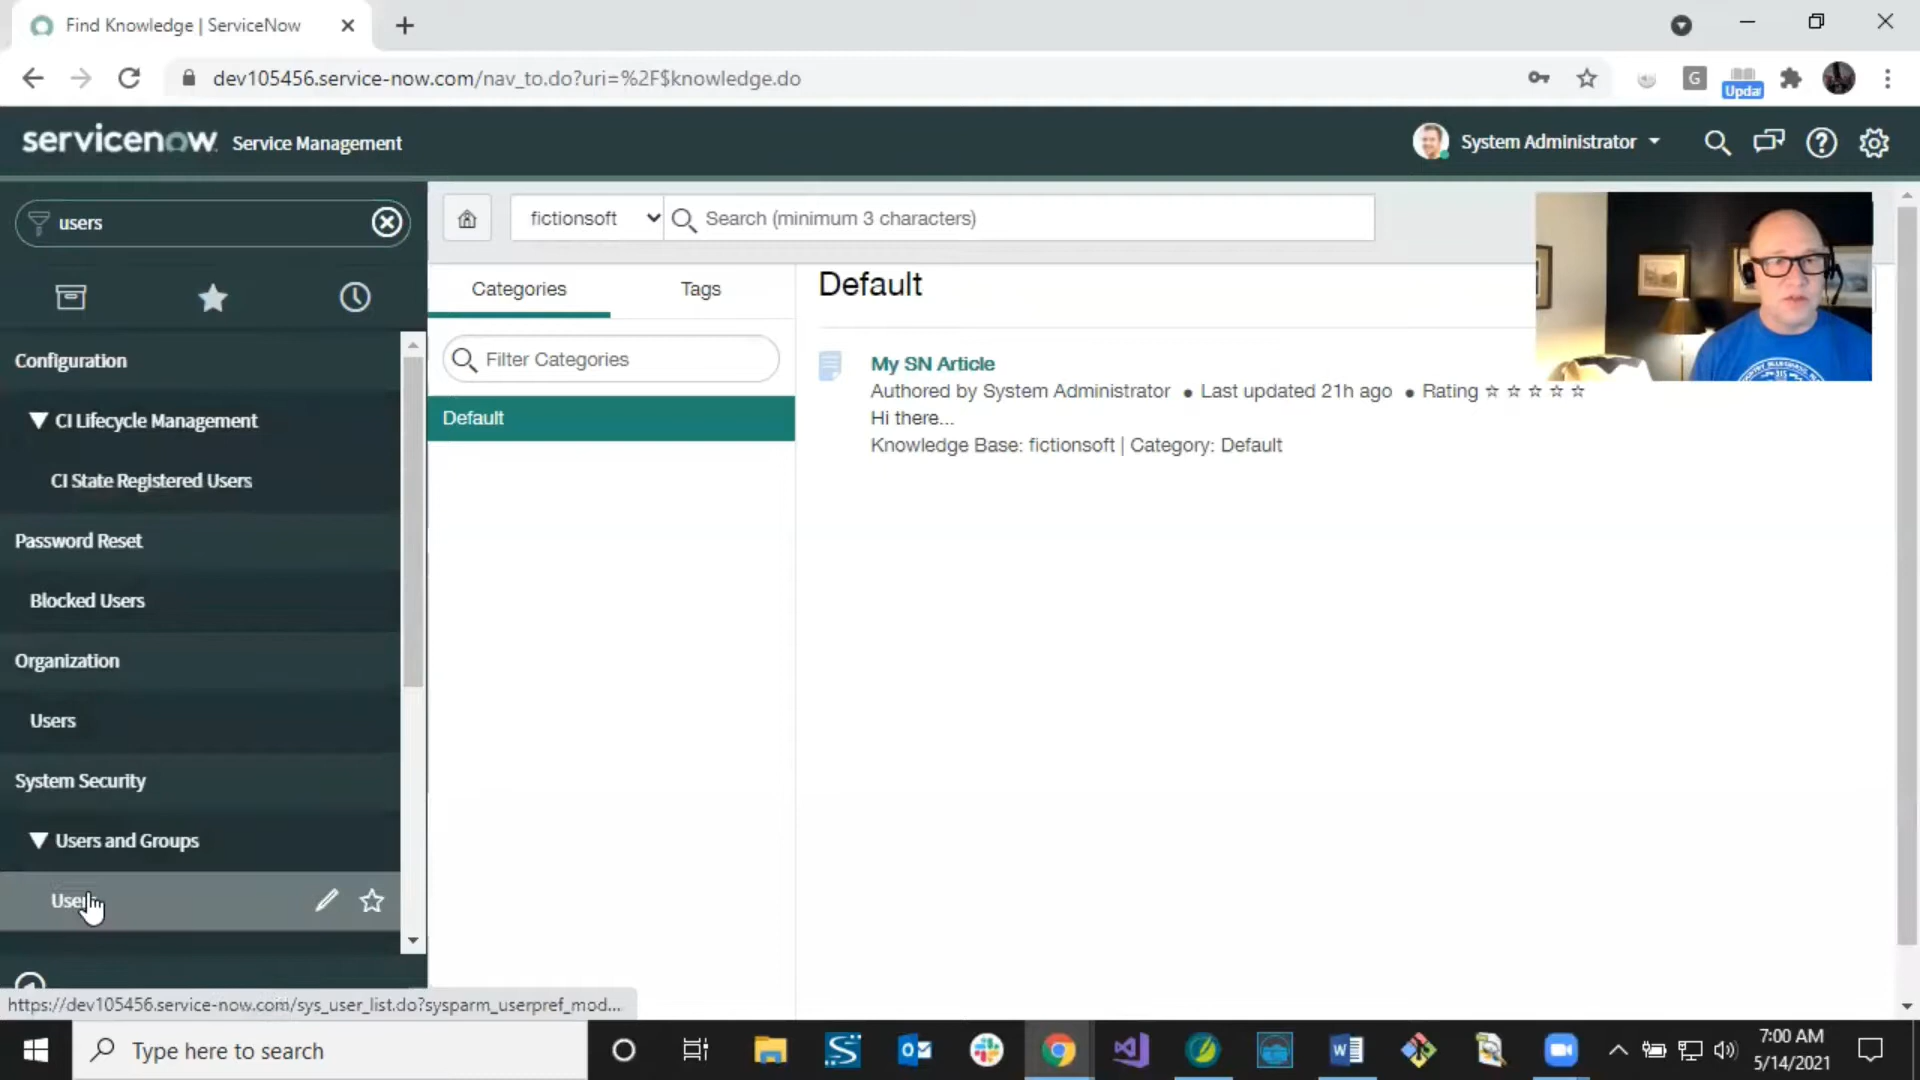 Find Knowledge | ServiceNow
dev105456.service-now.com/nav_to.do?uri=%2F$knowledge.do
G
Upda
servicenow. Service Management
System Administrator
users
fictionsoft
Search (minimum 3 characters)
Categories
Tags
Default
Configuration
Filter Categories
My SN Article
Authored by System Administrator • Last updated 21h ago • Rating ☆ ☆ ☆ ☆ ☆
Hi there...
Knowledge Base: fictionsoft | Category: Default
Default
CI Lifecycle Management
CI State Registered Users
Password Reset
Blocked Users
Organization
Users
System Security
Users and Groups
https://dev105456.service-now.com/sys_user_list.do?sysparm_userpref_mod...
Type here to search
7:00 AM
5/14/2021